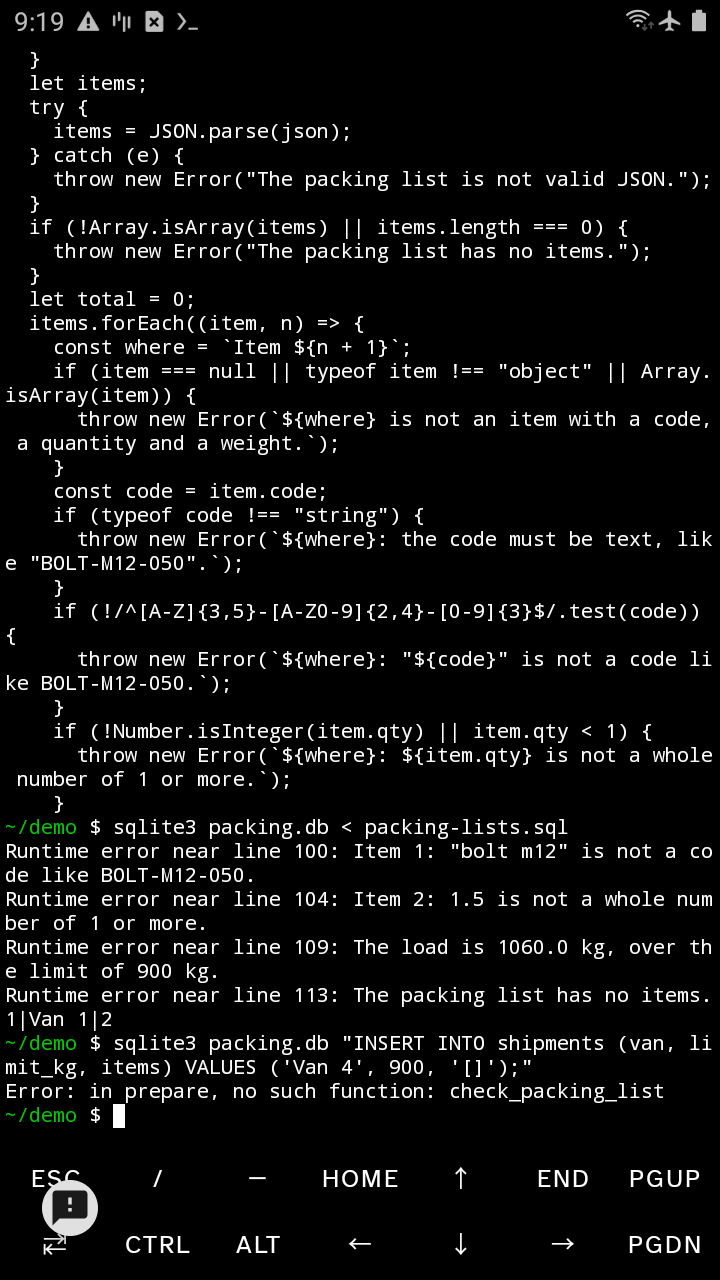 9:19
  }
  let items;
  try {
    items = JSON.parse(json);
  } catch (e) {
    throw new Error("The packing list is not valid JSON.");
  }
  if (!Array.isArray(items) || items.length === 0) {
    throw new Error("The packing list has no items.");
  }
  let total = 0;
  items.forEach((item, n) => {
    const where = `Item ${n + 1}`;
    if (item === null || typeof item !== "object" || Array.
isArray(item)) {
      throw new Error(`${where} is not an item with a code,
 a quantity and a weight.`);
    }
    const code = item.code;
    if (typeof code !== "string") {
      throw new Error(`${where}: the code must be text, lik
e "BOLT-M12-050".`);
    }
    if (!/^[A-Z]{3,5}-[A-Z0-9]{2,4}-[0-9]{3}$/.test(code))
{
      throw new Error(`${where}: "${code}" is not a code li
ke BOLT-M12-050.`);
    }
    if (!Number.isInteger(item.qty) || item.qty < 1) {
      throw new Error(`${where}: ${item.qty} is not a whole
 number of 1 or more.`);
    }
~/demo $ sqlite3 packing.db < packing-lists.sql
Runtime error near line 100: Item 1: "bolt m12" is not a co
de like BOLT-M12-050.
Runtime error near line 104: Item 2: 1.5 is not a whole num
ber of 1 or more.
Runtime error near line 109: The load is 1060.0 kg, over th
e limit of 900 kg.
Runtime error near line 113: The packing list has no items.
1|Van 1|2
~/demo $ sqlite3 packing.db "INSERT INTO shipments (van, li
mit_kg, items) VALUES ('Van 4', 900, '[]');"
Error: in prepare, no such function: check_packing_list
~/demo $
ESC / — HOME ↑ END PGUP
CTRL ALT ← ↓ → PGDN